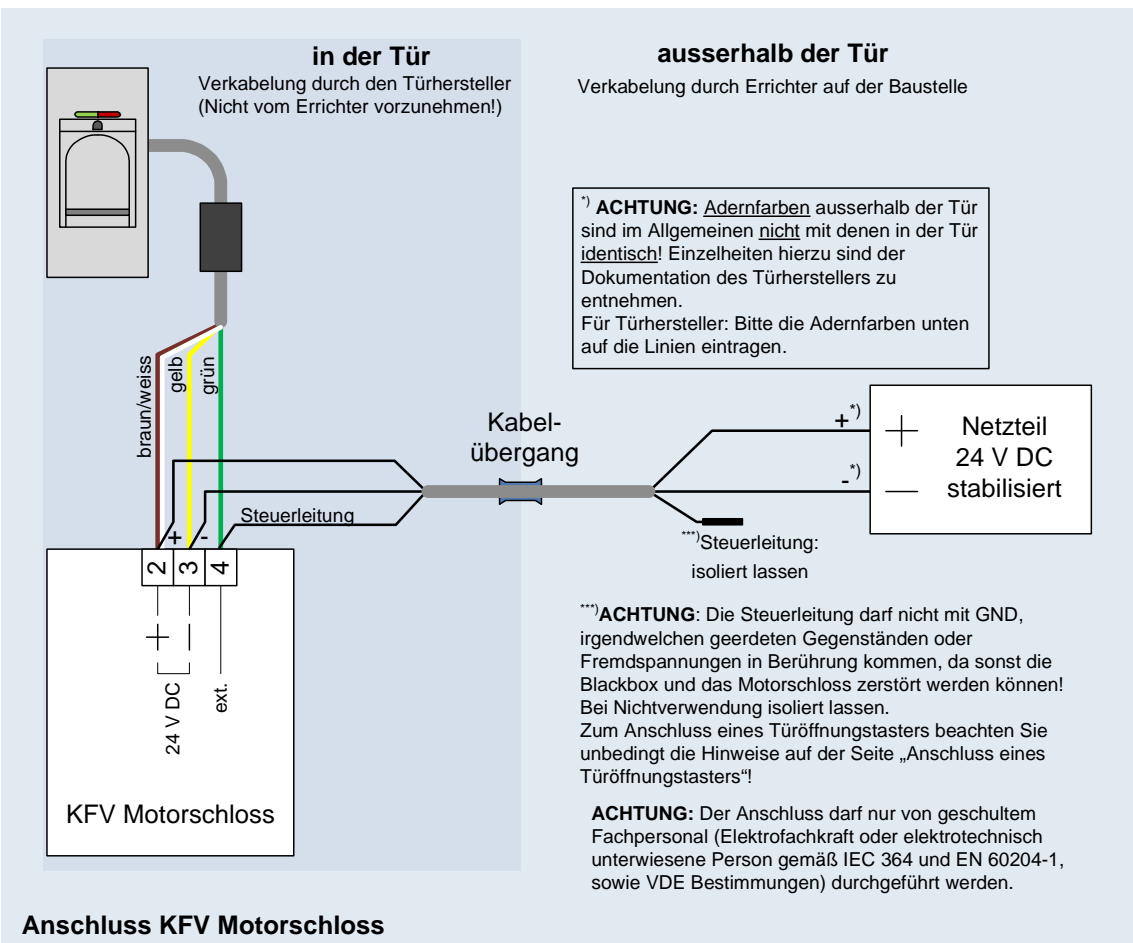 in der Tür
Verkabelung durch den Türhersteller
(Nicht vom Errichter vorzunehmen!)
ausserhalb der Tür
Verkabelung durch Errichter auf der Baustelle
*) ACHTUNG: Adernfarben ausserhalb der Tür
sind im Allgemeinen nicht mit denen in der Tür
identisch! Einzelheiten hierzu sind der
Dokumentation des Türherstellers zu
entnehmen.
Für Türhersteller: Bitte die Adernfarben unten
auf die Linien eintragen.
braun/weiss
gelb
grün
Kabel-
übergang
+*)
-*)
+
—
Netzteil
24 V DC
stabilisiert
Steuerleitung
+
-
***)Steuerleitung:
isoliert lassen
2
3
4
+
—
24 V DC
ext.
KFV Motorschloss
***)ACHTUNG: Die Steuerleitung darf nicht mit GND,
irgendwelchen geerdeten Gegenständen oder
Fremdspannungen in Berührung kommen, da sonst die
Blackbox und das Motorschloss zerstört werden können!
Bei Nichtverwendung isoliert lassen.
Zum Anschluss eines Türöffnungstasters beachten Sie
unbedingt die Hinweise auf der Seite „Anschluss eines
Türöffnungstasters“!
ACHTUNG: Der Anschluss darf nur von geschultem
Fachpersonal (Elektrofachkraft oder elektrotechnisch
unterwiesene Person gemäß IEC 364 und EN 60204-1,
sowie VDE Bestimmungen) durchgeführt werden.
Anschluss KFV Motorschloss